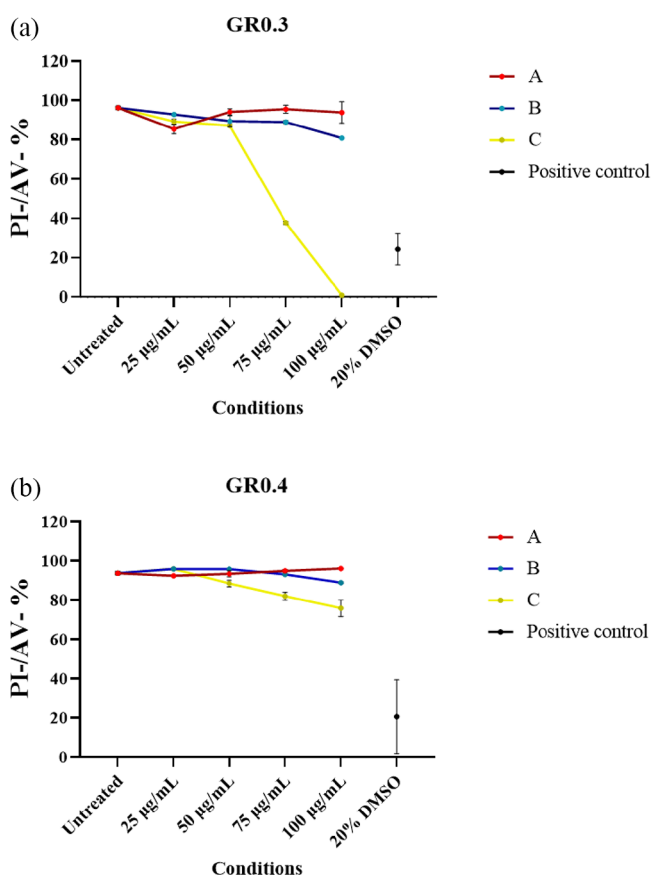 (a)
GR0.3
PI-/AV- %
120
100
80
60
40
20
0
Untreated
25 µg/mL
50 µg/mL
75 µg/mL
100 µg/mL
20% DMSO
Conditions
A
B
C
Positive control
(b)
GR0.4
PI-/AV- %
120
100
80
60
40
20
0
Untreated
25 µg/mL
50 µg/mL
75 µg/mL
100 µg/mL
20% DMSO
Conditions
A
B
C
Positive control